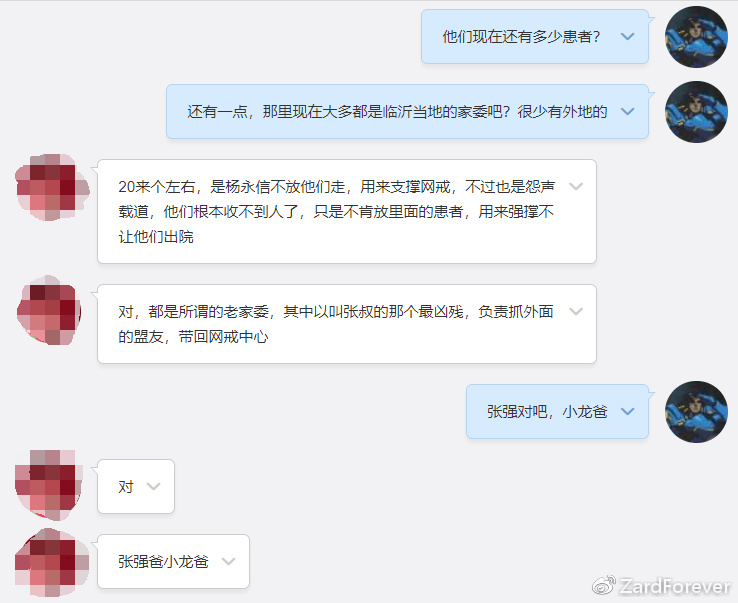 他们现在还有多少患者？
还有一点，那里现在大多都是临沂当地的家委吧？很少有外地的
20来个左右，是杨永信不放他们走，用来支撑网戒，不过也是怨声
载道，他们根本收不到人了，只是不肯放里面的患者，用来强撑不
让他们出院
对，都是所谓的老家委，其中以叫张叔的那个最凶残，负责抓外面
的盟友，带回网戒中心
张强对吧，小龙爸
对
张强爸小龙爸
ZardForever